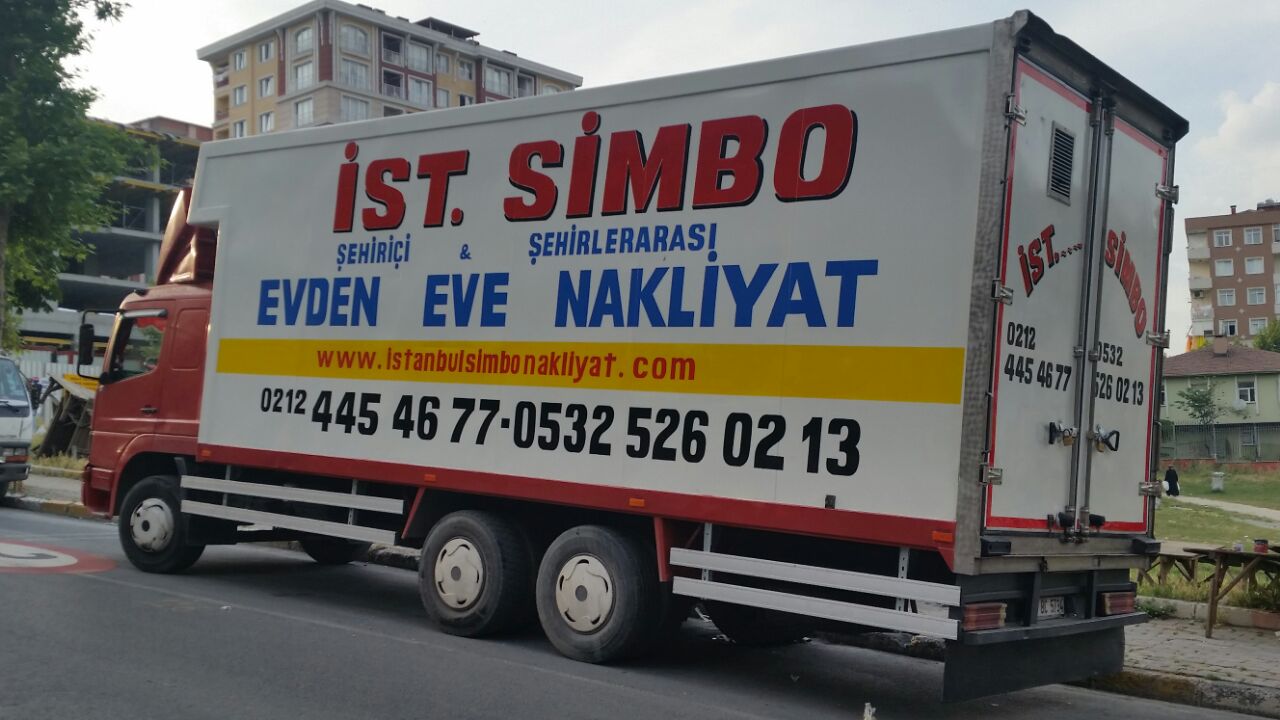 İST. SİMBO
ŞEHİRİÇİ & ŞEHİRLERARASI
EVDEN EVE NAKLİYAT
www.istanbulsimbonakliyat.com
0212 445 46 77-0532 526 02 13
İST..... SİMBO
0212 0532
445 46 77 526 02 13